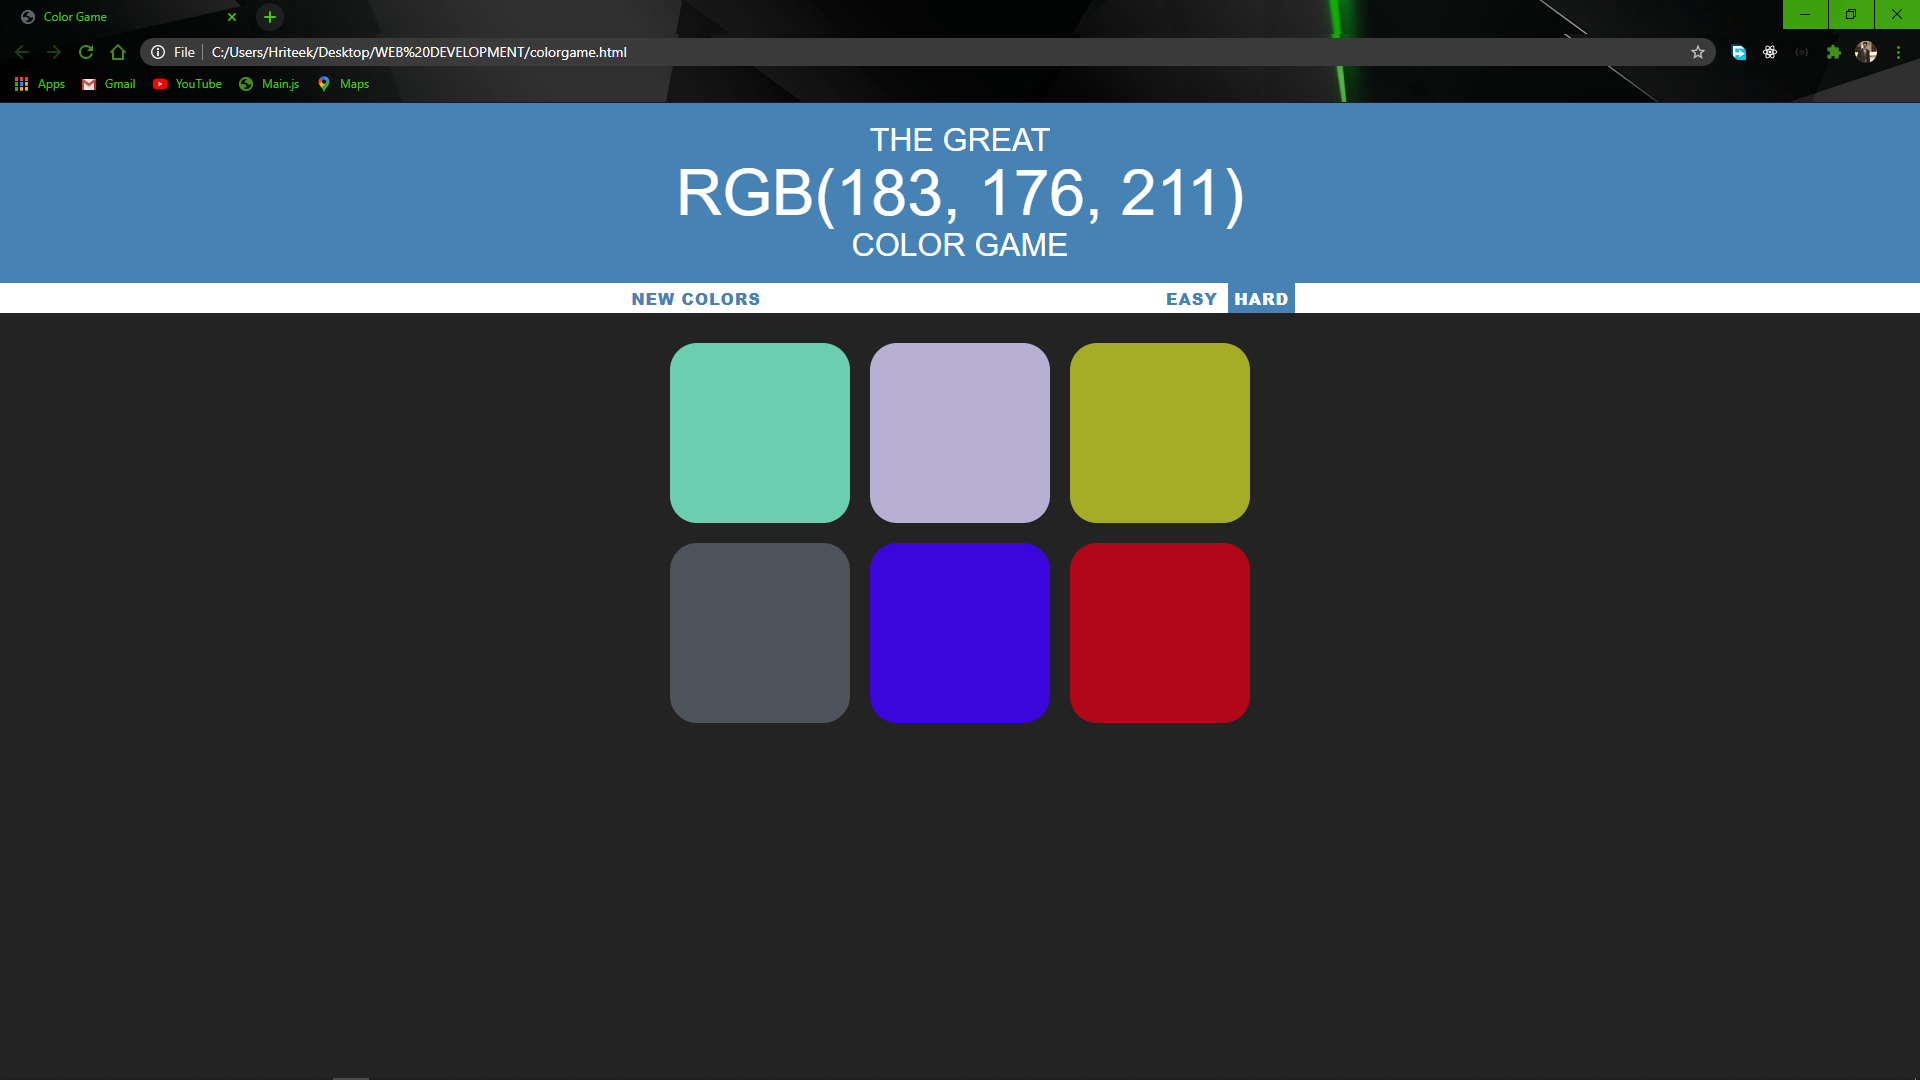 Color Game
File C:/Users/Hriteek/Desktop/WEB%20DEVELOPMENT/colorgame.html
Apps Gmail YouTube Main.js Maps
THE GREAT
RGB(183, 176, 211)
COLOR GAME
NEW COLORS EASY HARD